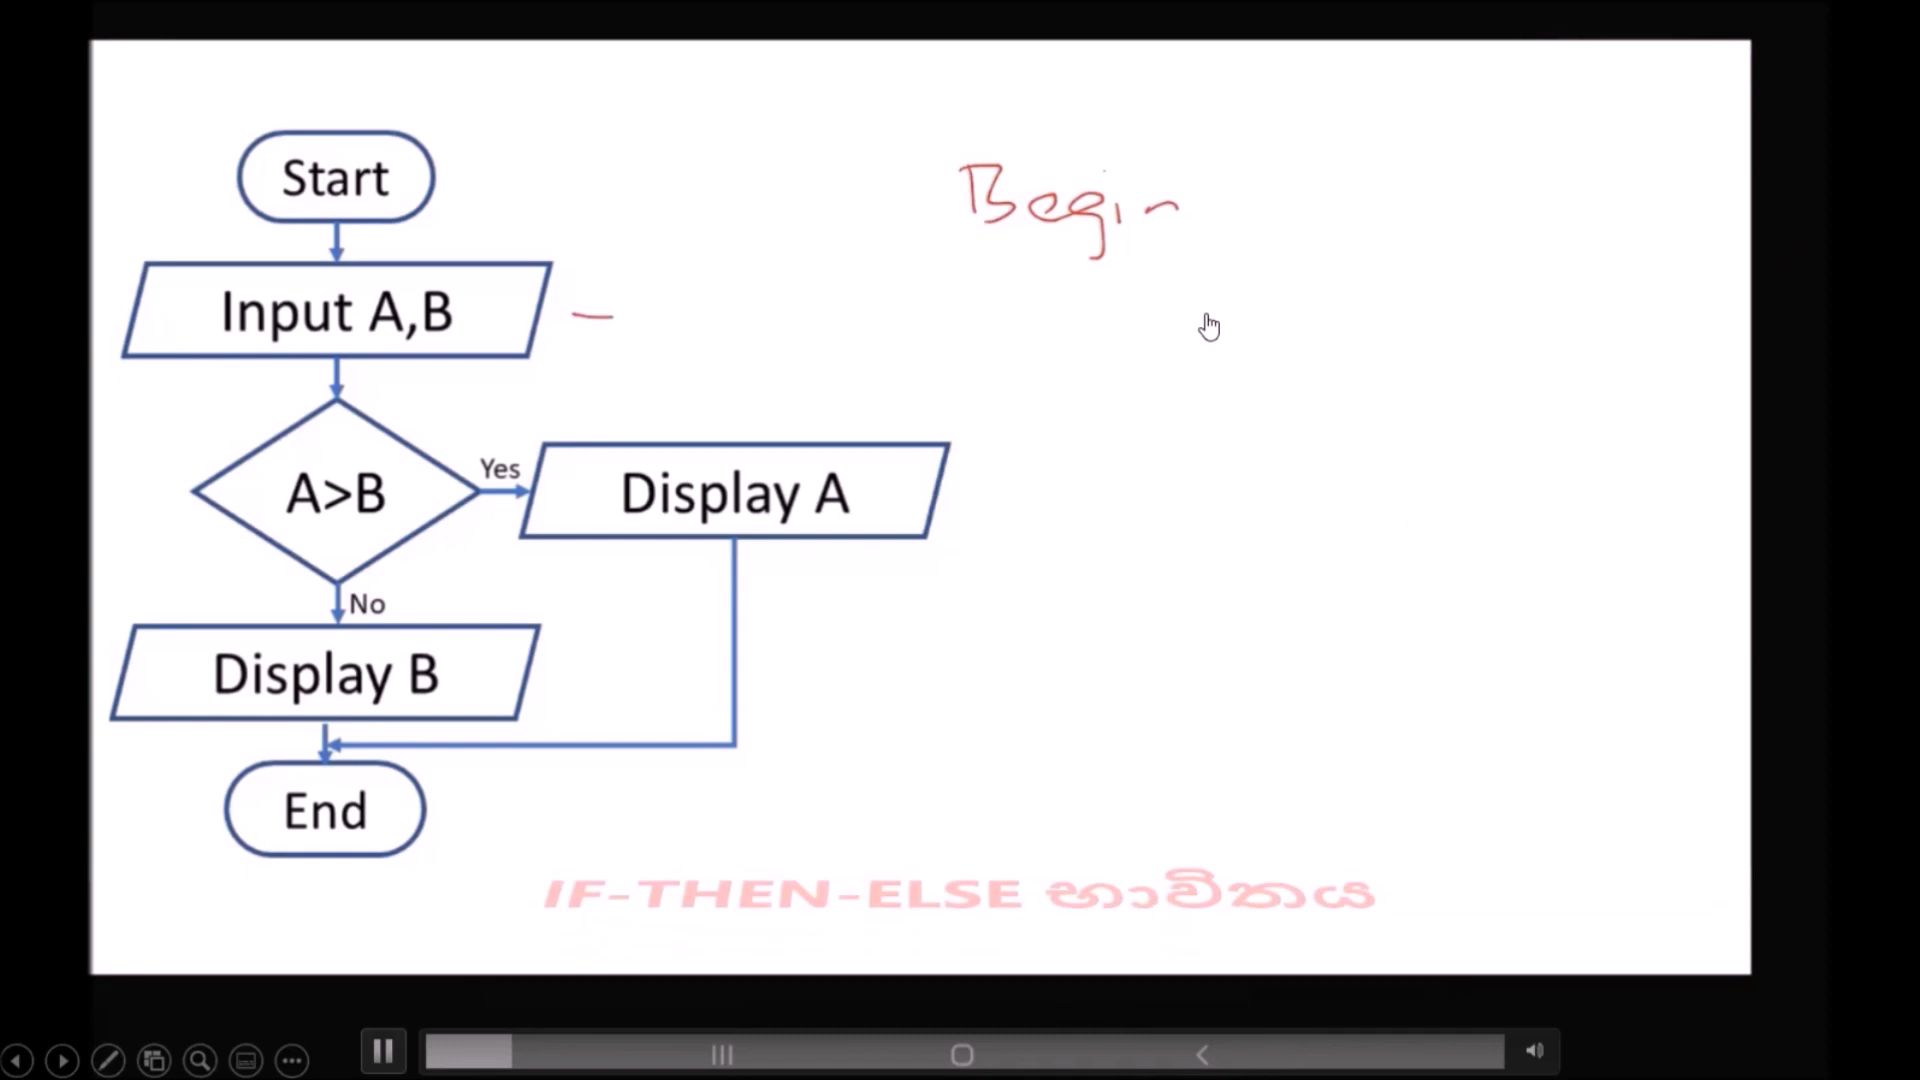 Start
Begin
Input A,B
A>B
Yes
Display A
No
Display B
End
IF-THEN-ELSE භාවිතය